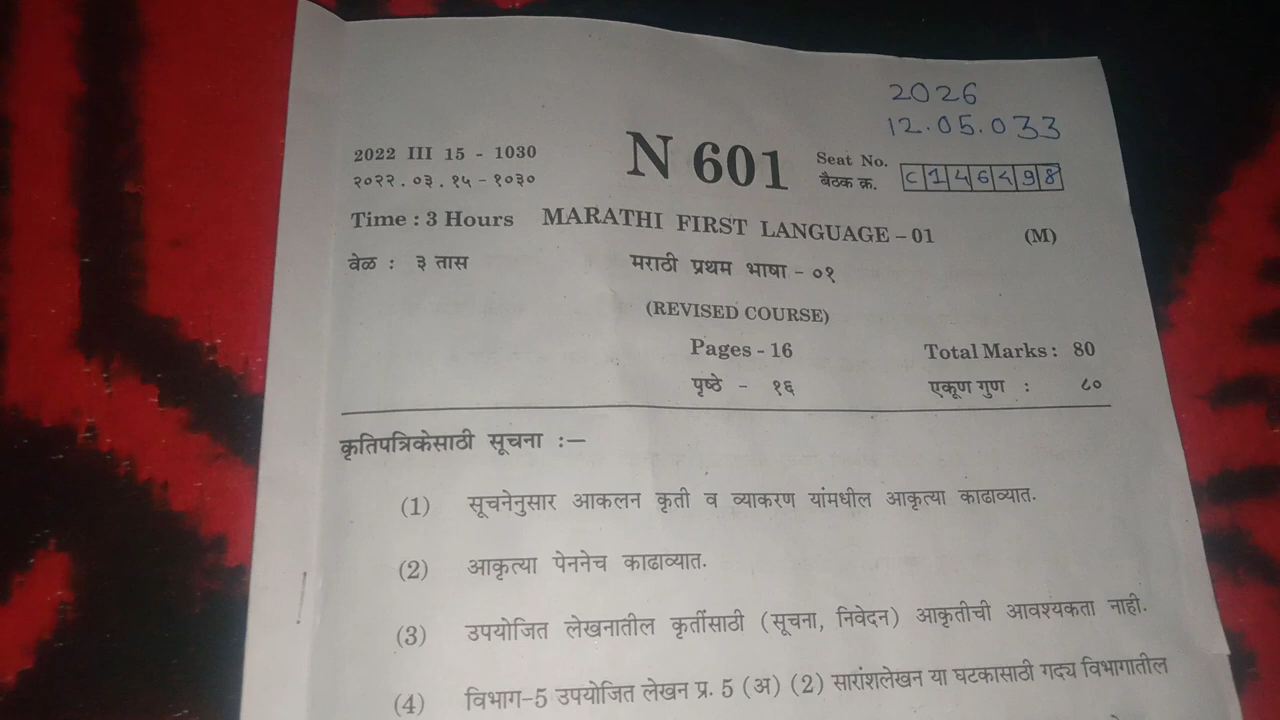 2026
12.05.033
2022 III 15 - 1030
N 601
Seat No.
२०२२.०३.१५ - १०३०
बैठक क्र.
Time : 3 Hours MARATHI FIRST LANGUAGE - 01 (M)
वेळ : ३ तास मराठी प्रथम भाषा - ०१
(REVISED COURSE)
Pages - 16 Total Marks : 80
पृष्ठे - १६ एकूण गुण : ८०
कृतिपत्रिकेसाठी सूचना :—
(1) सूचनेनुसार आकलन कृती व व्याकरण यांमधील आकृत्या काढाव्यात.
(2) आकृत्या पेननेच काढाव्यात.
(3) उपयोजित लेखनातील कृतींसाठी (सूचना, निवेदन) आकृतीची आवश्यकता नाही.
(4) विभाग-5 उपयोजित लेखन प्र. 5 (अ) (2) सारांशलेखन या घटकासाठी गद्य विभागातील